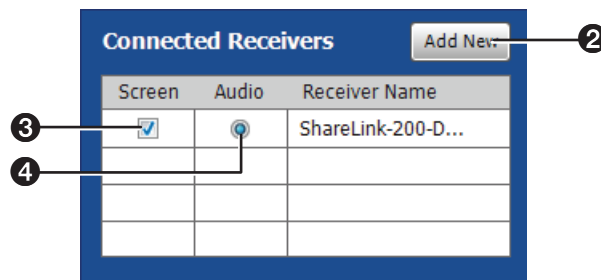 Connected Receivers
Add New
2
Screen Audio Receiver Name
3
ShareLink-200-D...
4